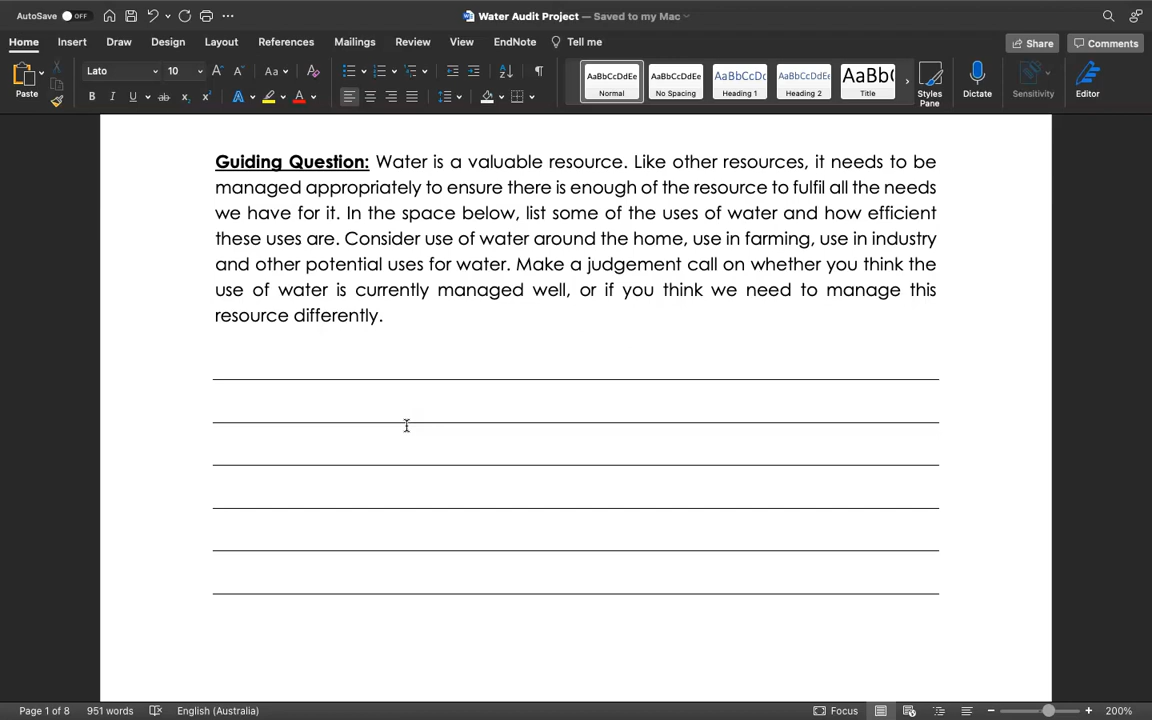 AutoSave OFF
Water Audit Project — Saved to my Mac
Home Insert Draw Design Layout References Mailings Review View EndNote Tell me
Share Comments
Paste
Lato 10
Normal No Spacing Heading 1 Heading 2 Title
AaBbCcDdEe AaBbCcDdEe AaBbCcDc AaBbCcDdEe AaBb(
Styles Pane
Dictate
Sensitivity
Editor
Guiding Question: Water is a valuable resource. Like other resources, it needs to be
managed appropriately to ensure there is enough of the resource to fulfil all the needs
we have for it. In the space below, list some of the uses of water and how efficient
these uses are. Consider use of water around the home, use in farming, use in industry
and other potential uses for water. Make a judgement call on whether you think the
use of water is currently managed well, or if you think we need to manage this
resource differently.
Page 1 of 8 951 words English (Australia) Focus 200%